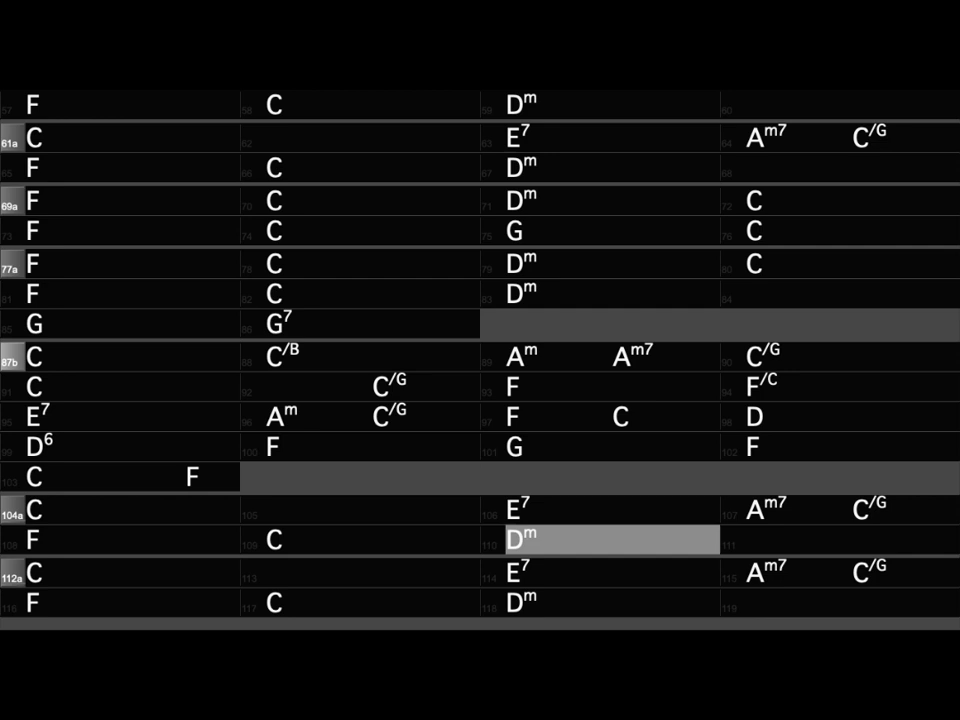 57 F 58 C 59 Dm 60
61a C 62 63 E7 64 Am7 C/G
65 F 66 C 67 Dm 68
69a F 70 C 71 Dm 72 C
73 F 74 C 75 G 76 C
77a F 78 C 79 Dm 80 C
81 F 82 C 83 Dm 84
85 G 86 G7
87b C 88 C/B 89 Am Am7 90 C/G
91 C 92 C/G 93 F 94 F/C
95 E7 96 Am C/G 97 F C 98 D
99 D6 100 F 101 G 102 F
103 C F
104a C 105 106 E7 107 Am7 C/G
108 F 109 C 110 Dm 111
112a C 113 114 E7 115 Am7 C/G
116 F 117 C 118 Dm 119